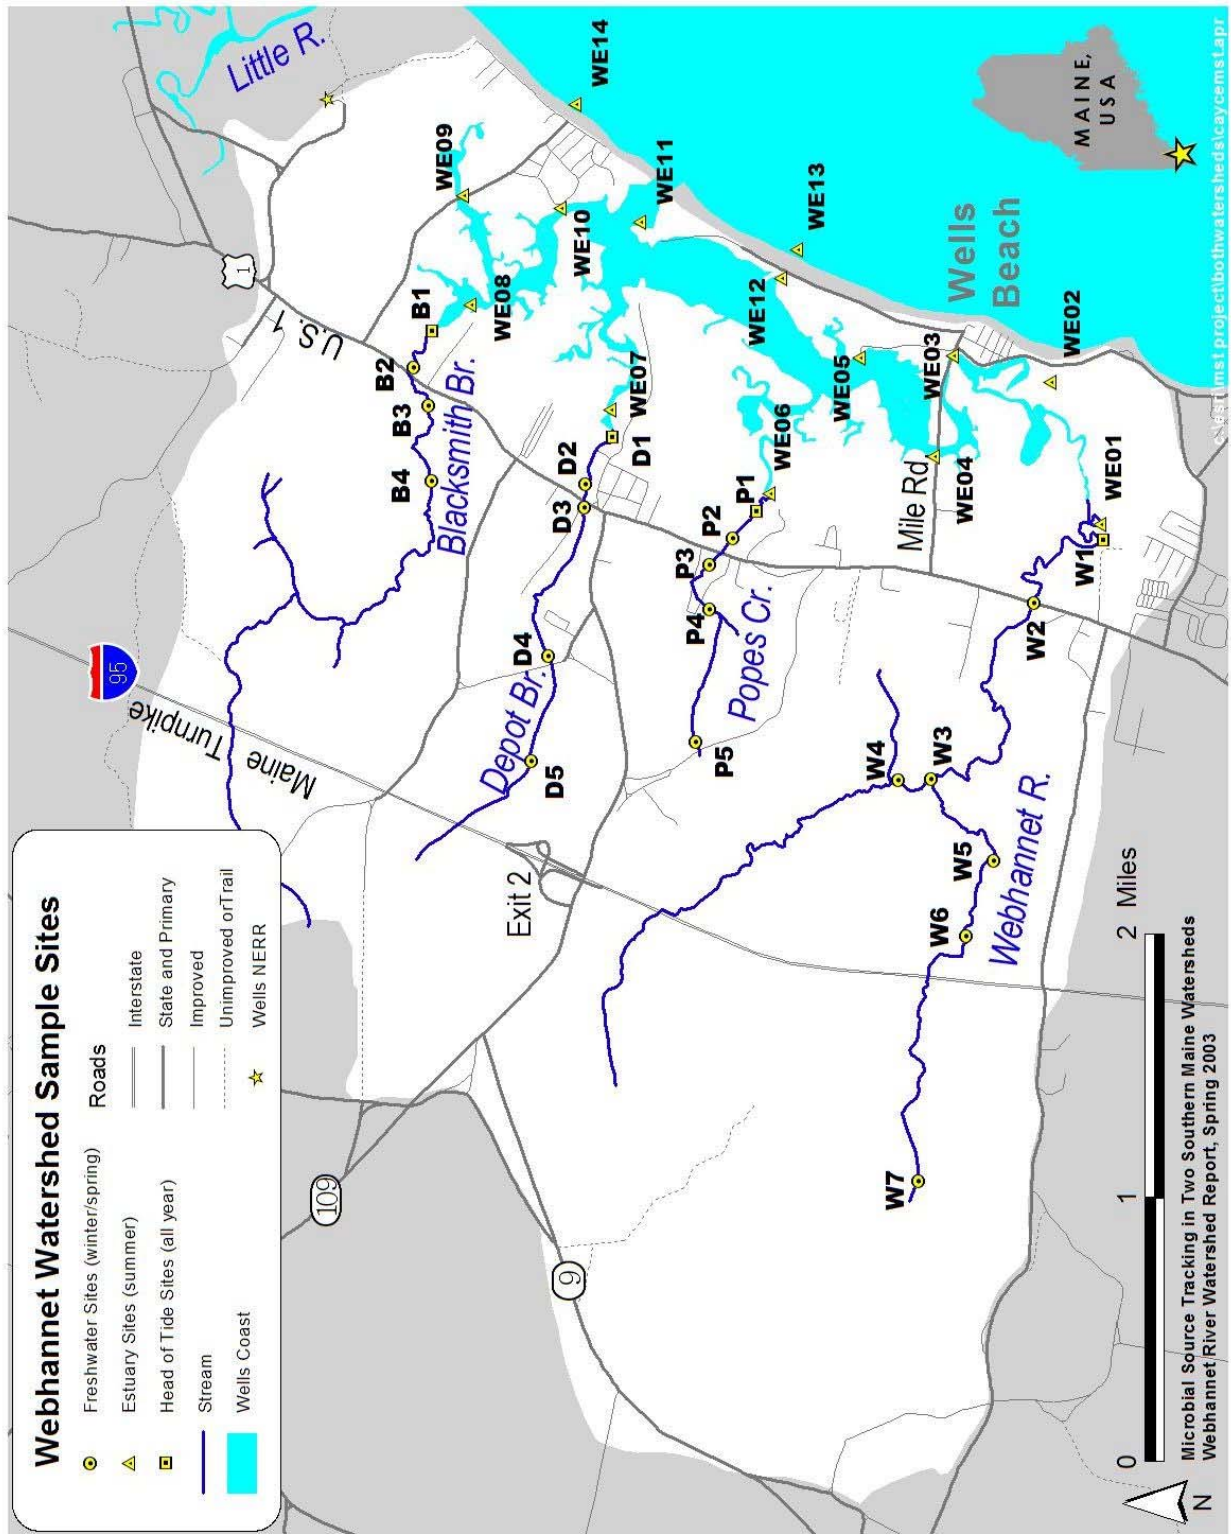 Webhannet Watershed Sample Sites
Freshwater Sites (winter/spring)
Estuary Sites (summer)
Head of Tide Sites (all year)
Stream
Wells Coast
Roads
Interstate
State and Primary
Improved
Unimproved orTrail
Wells NERR
95
Maine Turnpike
U.S. 1
1
Little R.
109
9
Exit 2
Blacksmith Br.
B1
B2
B3
B4
Depot Br.
D1
D2
D3
D4
D5
Popes Cr.
P1
P2
P3
P4
P5
Webhannet R.
W1
W2
W3
W4
W5
W6
W7
Mile Rd
WE01
WE02
WE03
WE04
WE05
WE06
WE07
WE08
WE09
WE10
WE11
WE12
WE13
WE14
Wells
Beach
MAINE,
USA
N
0 1 2 Miles
Microbial Source Tracking in Two Southern Maine Watersheds
Webhannet River Watershed Report, Spring 2003